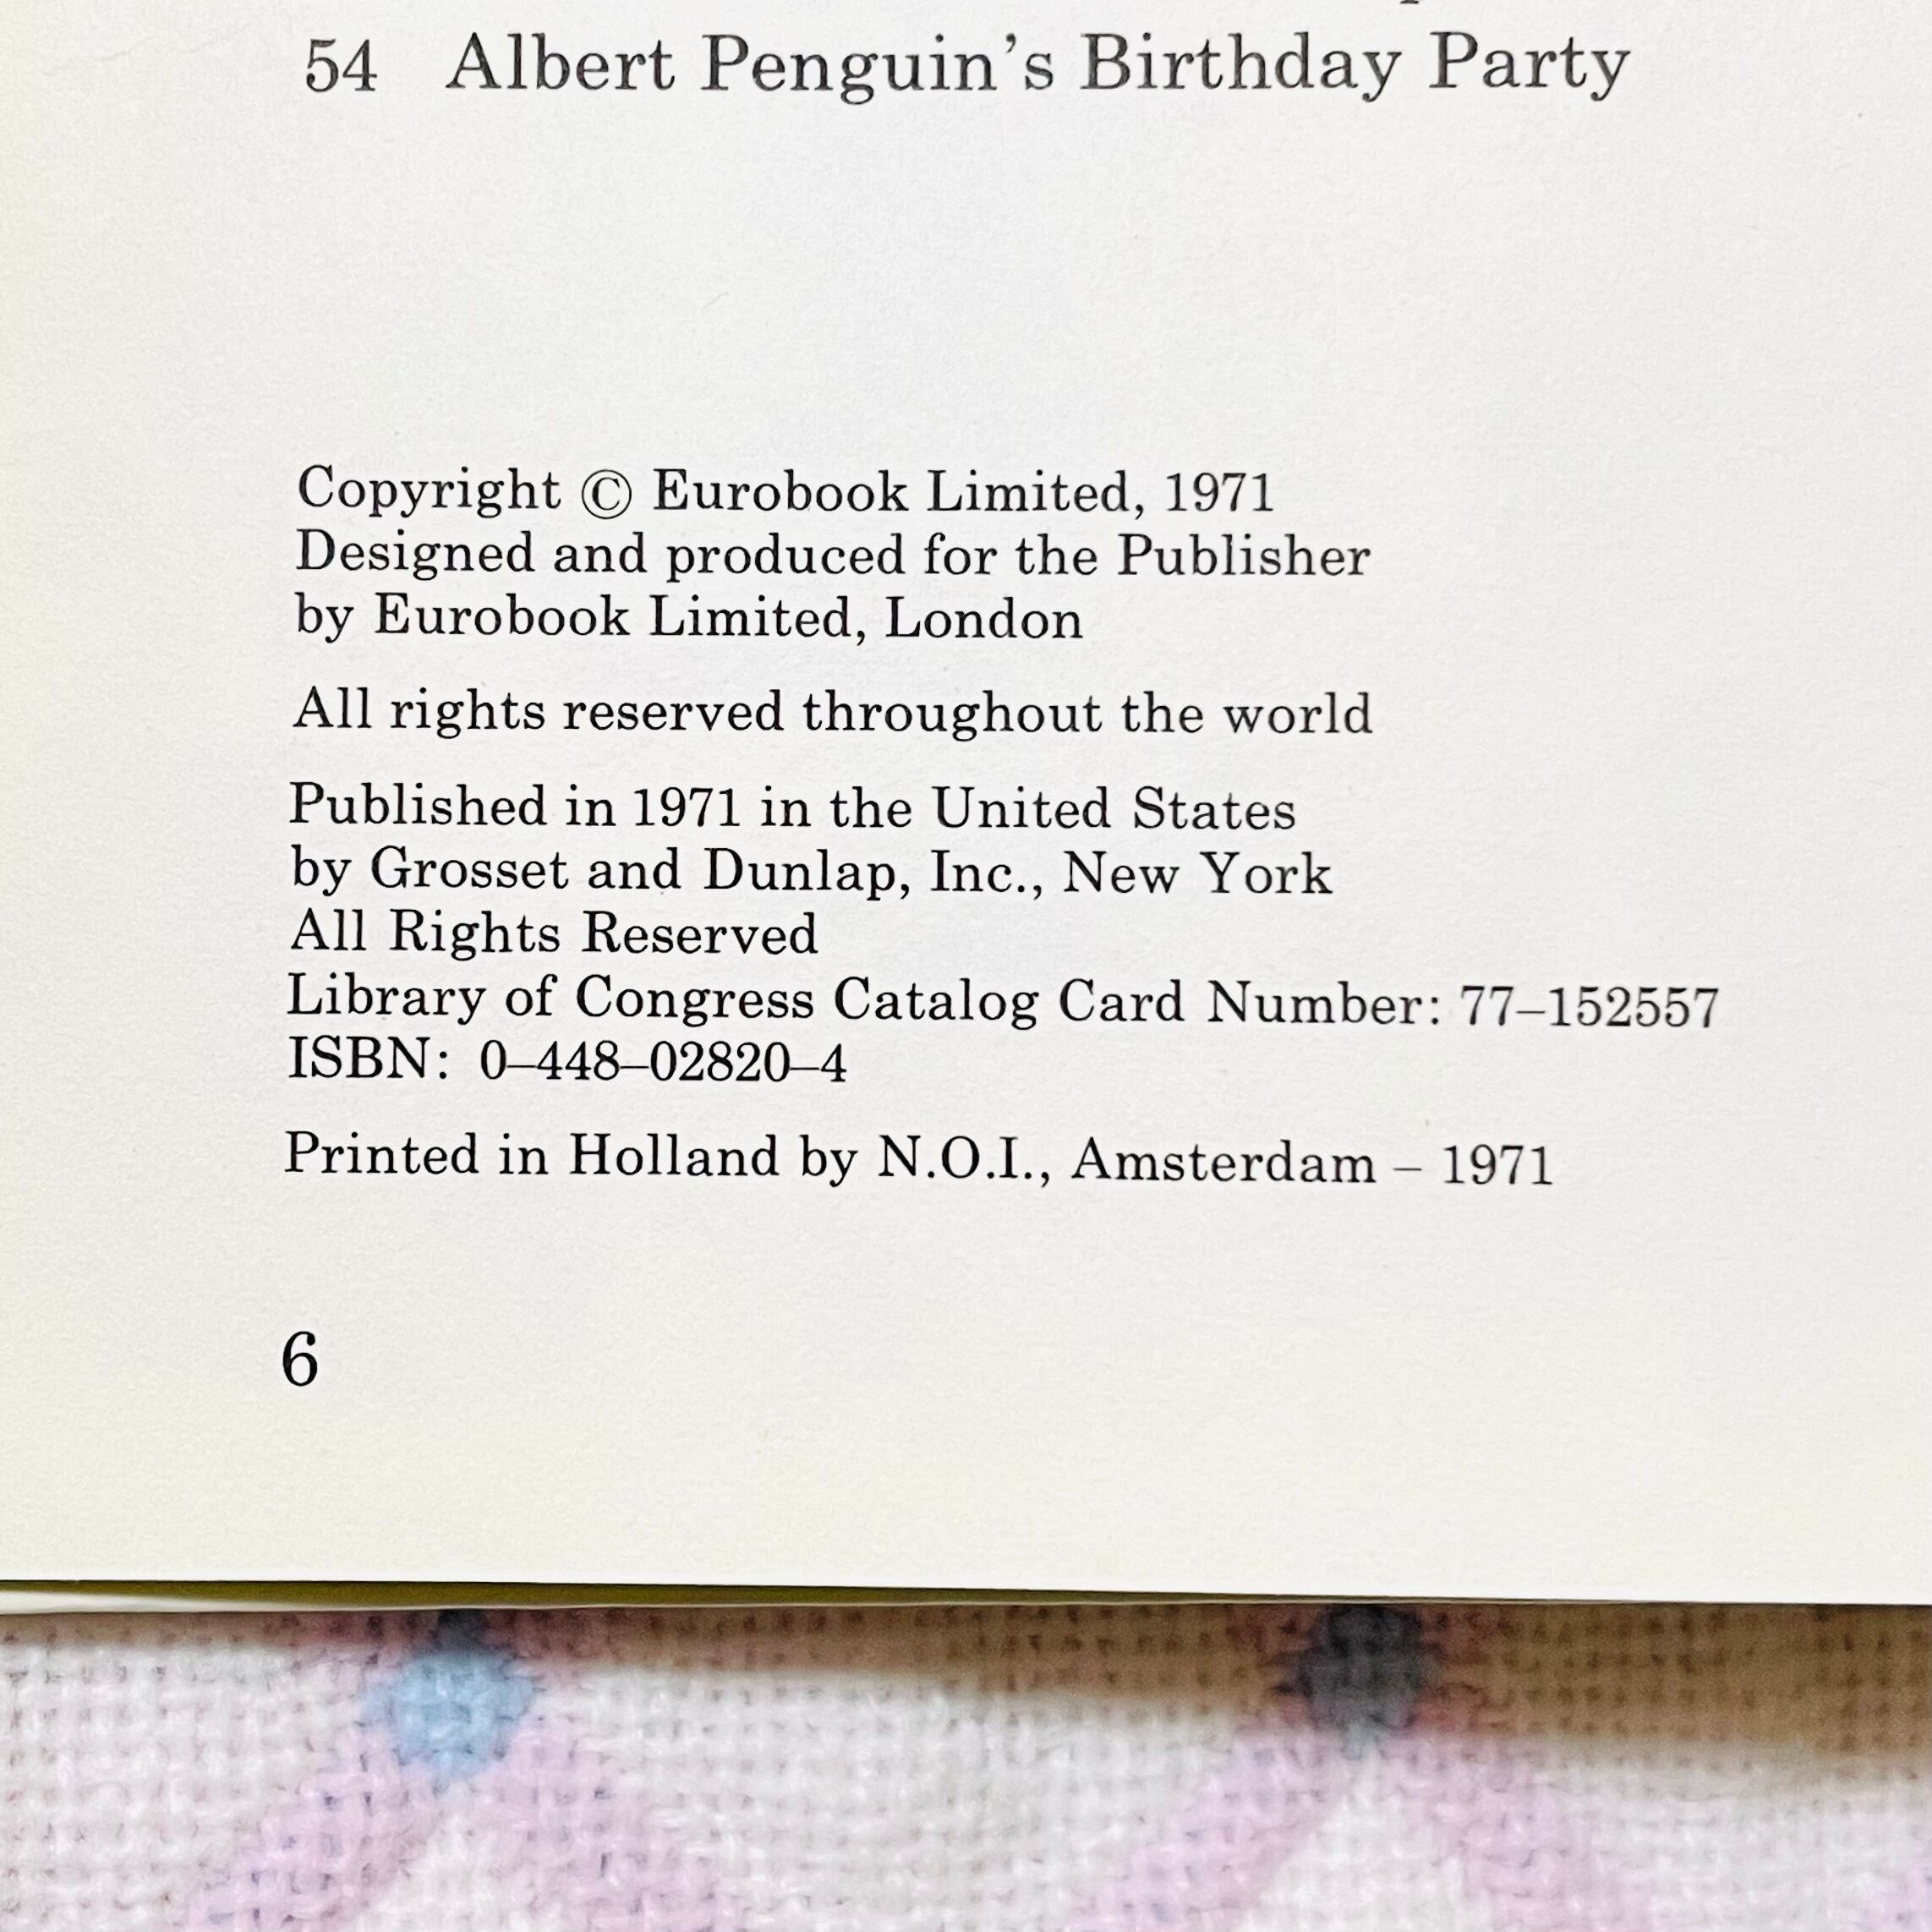 54 Albert Penguin's Birthday Party
Copyright © Eurobook Limited, 1971
Designed and produced for the Publisher
by Eurobook Limited, London
All rights reserved throughout the world
Published in 1971 in the United States
by Grosset and Dunlap, Inc., New York
All Rights Reserved
Library of Congress Catalog Card Number: 77–152557
ISBN: 0–448–02820–4
Printed in Holland by N.O.I., Amsterdam – 1971
6